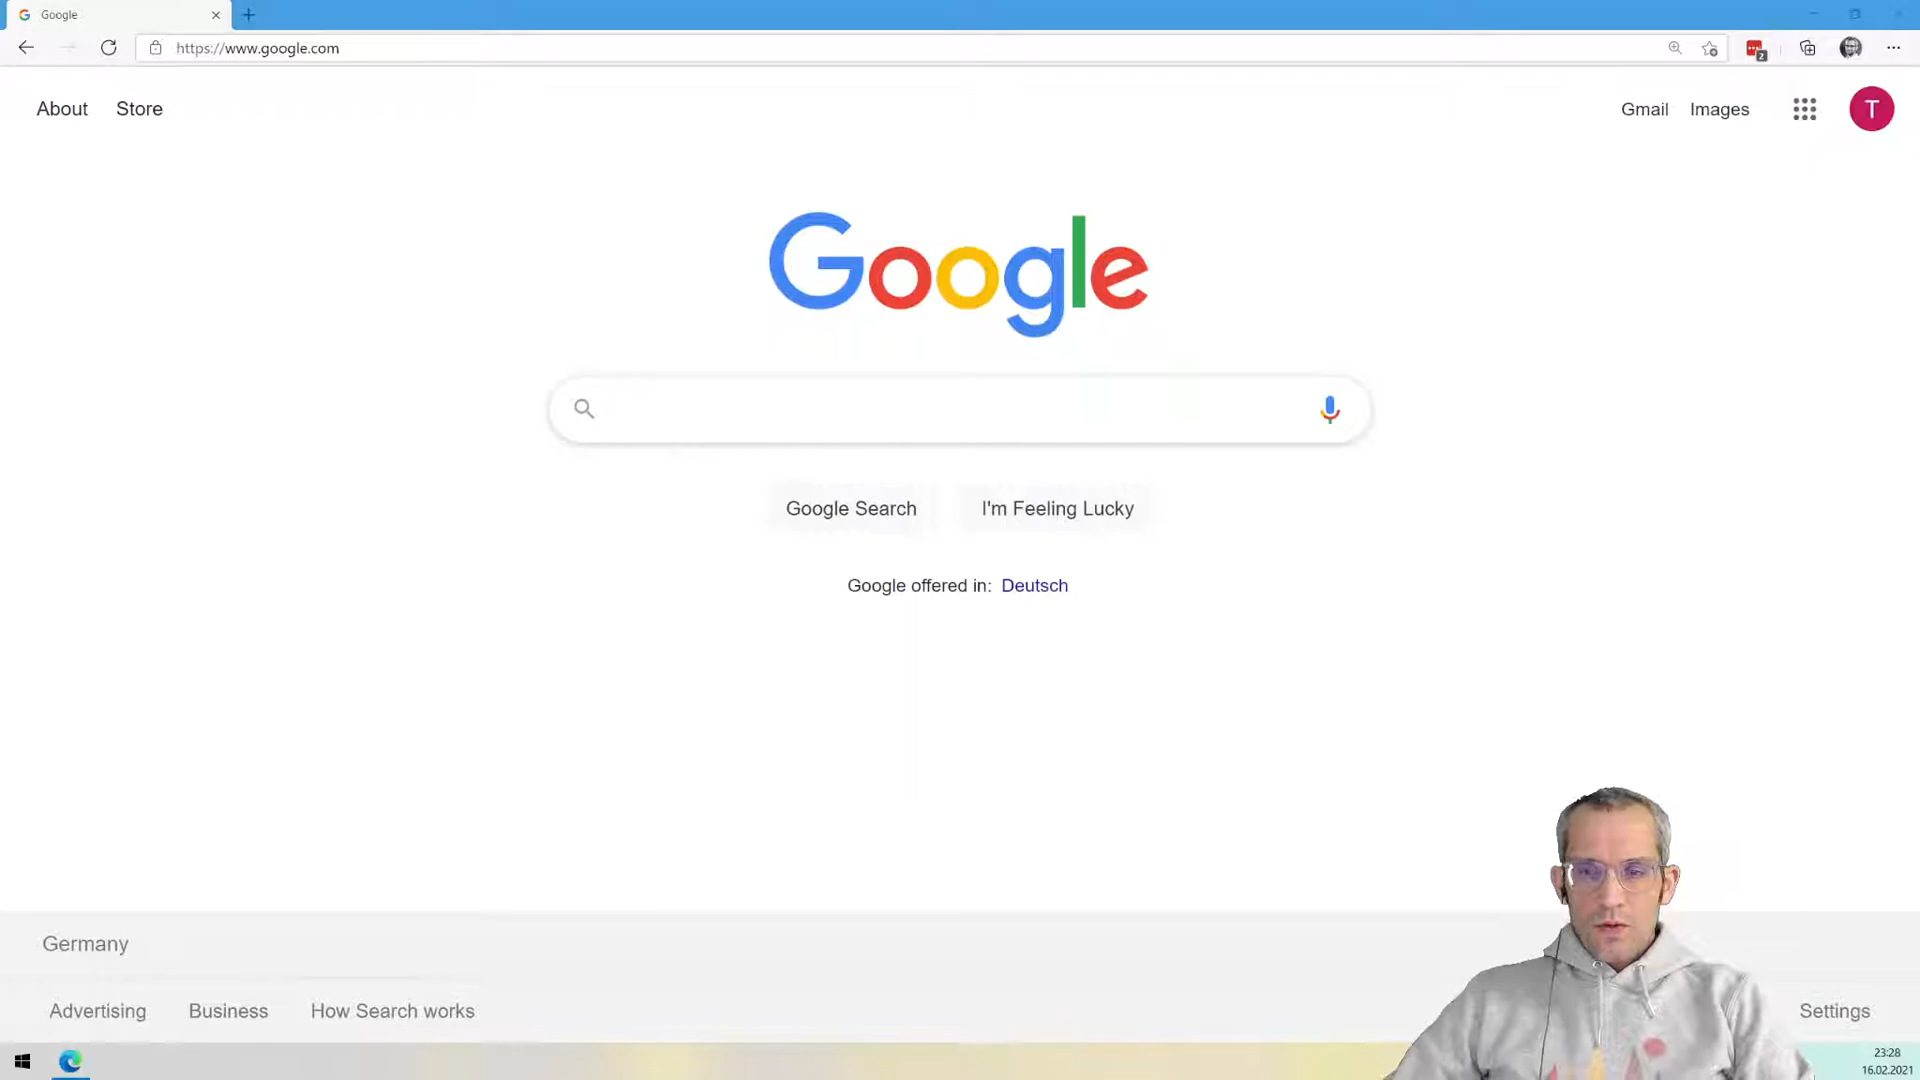 Google
https://www.google.com
2
About Store
Gmail Images
T
Google
Google Search I'm Feeling Lucky
Google offered in: Deutsch
Germany
Advertising Business How Search works
Settings
23:28
16.02.2021